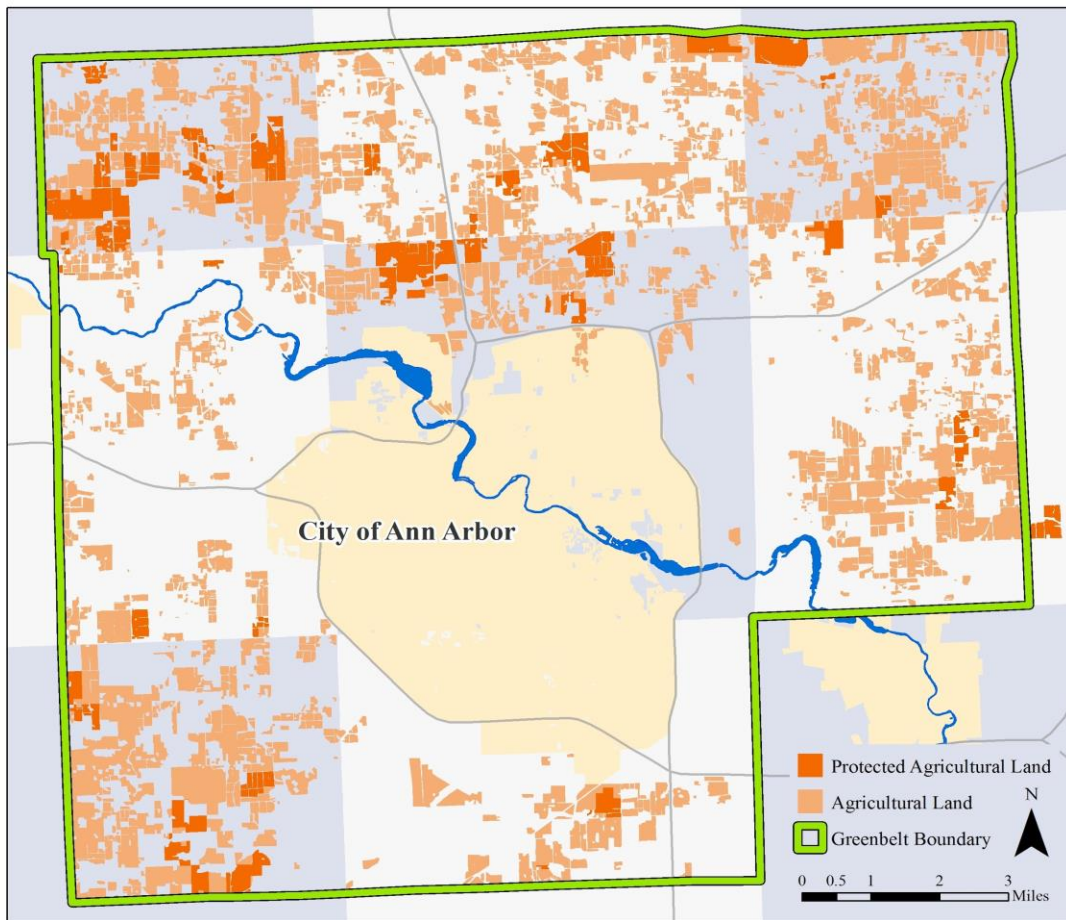 City of Ann Arbor
Protected Agricultural Land
Agricultural Land
Greenbelt Boundary
N
0 0.5 1 2 3
Miles